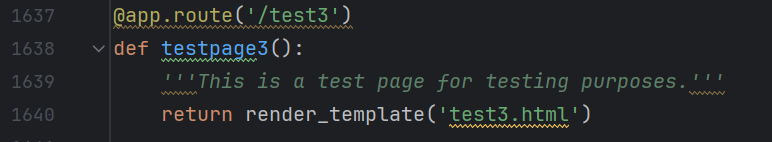 1637 @app.route('/test3')
1638 def testpage3():
1639 '''This is a test page for testing purposes.'''
1640 return render_template('test3.html')